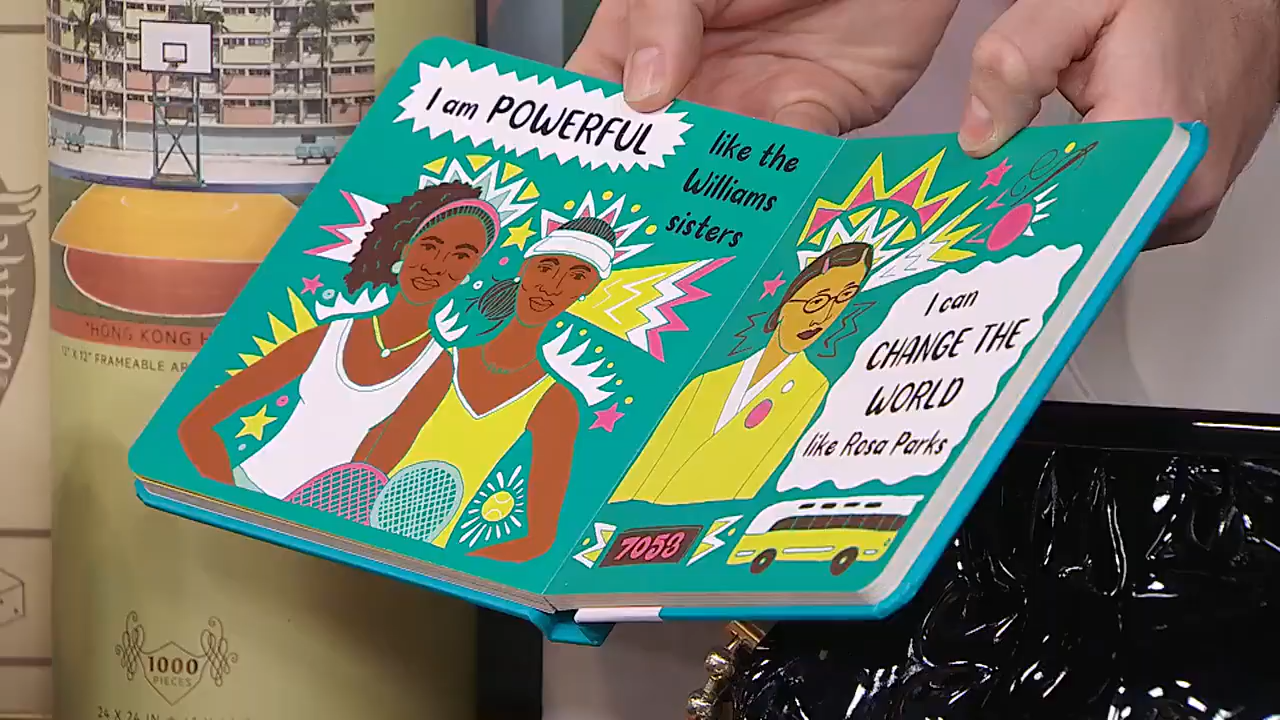 I am POWERFUL
like the
Williams
sisters
I can
CHANGE THE
WORLD
like Rosa Parks
7053
"HONG KONG
12" X 12" FRAMEABLE
1000
PIECES
24 X 24 IN